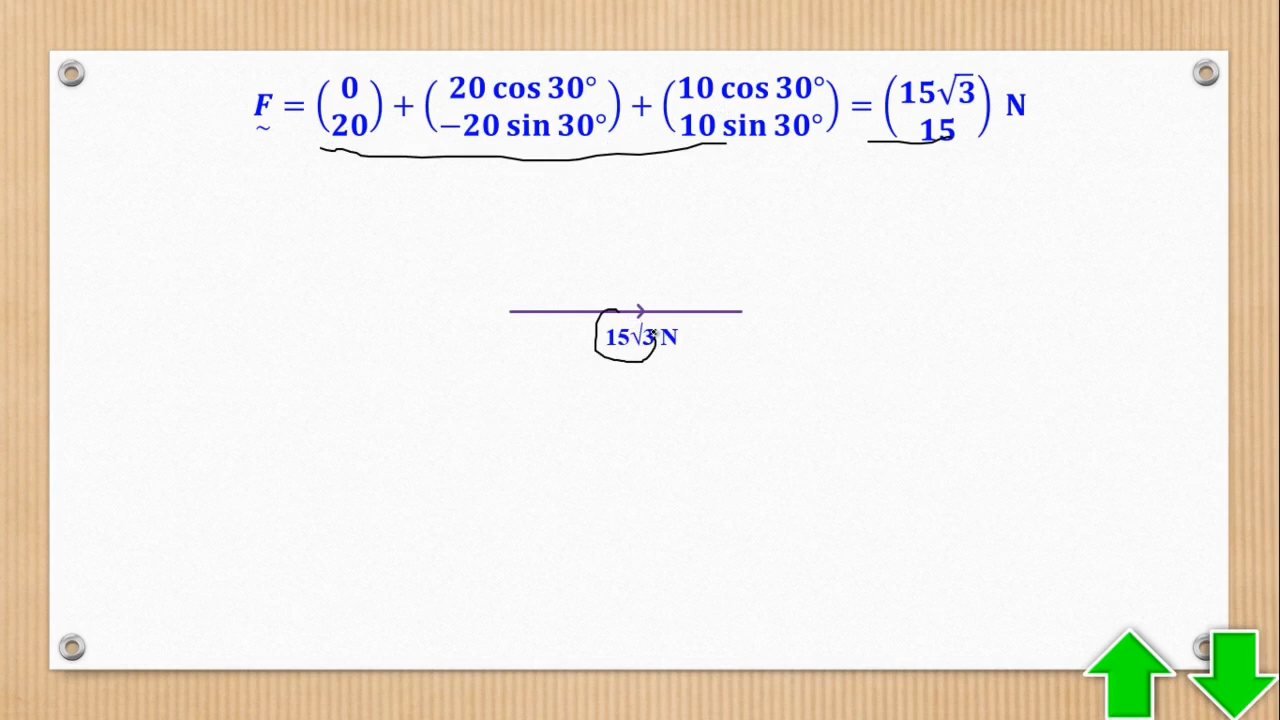 F = (0 20) + (20 cos 30° −20 sin 30°) + (10 cos 30° 10 sin 30°) = (15√3 15) N
~
15√3 N